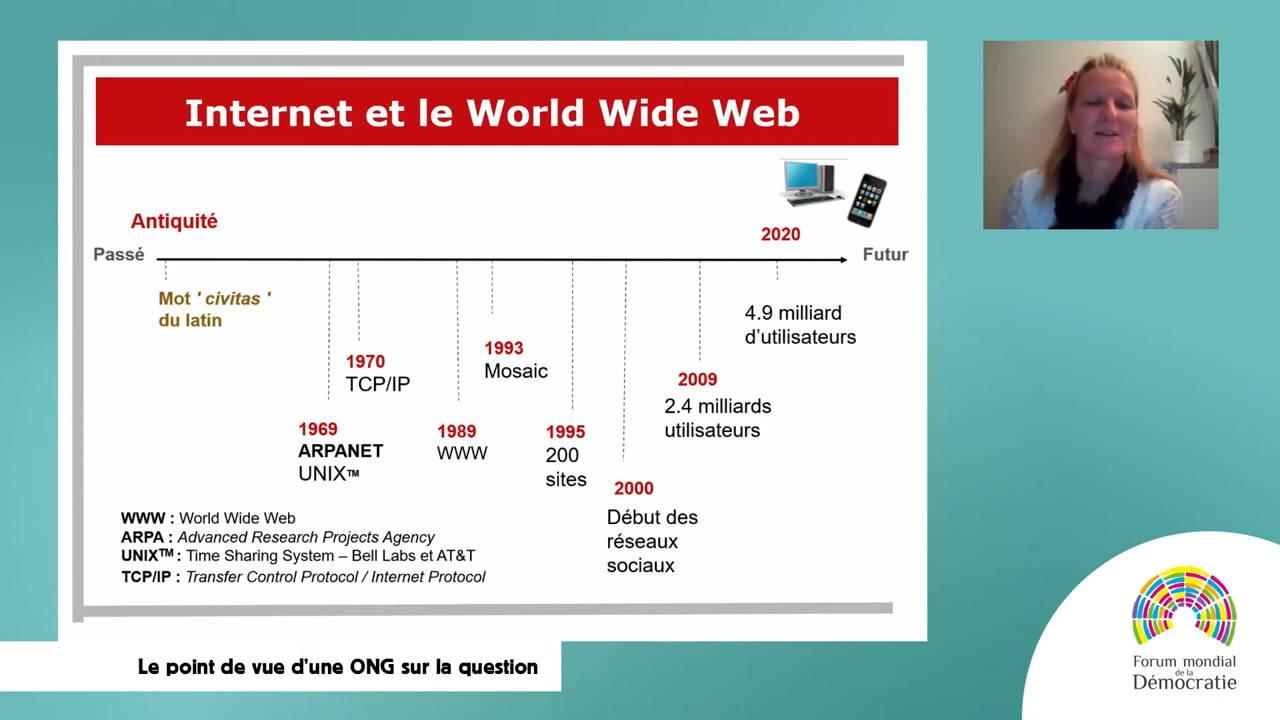 Internet et le World Wide Web
Antiquité
2020
Passé
Futur
Mot ' civitas '
du latin
4.9 milliard
d'utilisateurs
1993
Mosaic
1970
TCP/IP
2009
2.4 milliards
utilisateurs
1969
ARPANET
UNIX™
1989
WWW
1995
200
sites
2000
Début des
réseaux
sociaux
WWW : World Wide Web
ARPA : Advanced Research Projects Agency
UNIX™ : Time Sharing System – Bell Labs et AT&T
TCP/IP : Transfer Control Protocol / Internet Protocol
Le point de vue d'une ONG sur la question
Forum mondial
de la
Démocratie